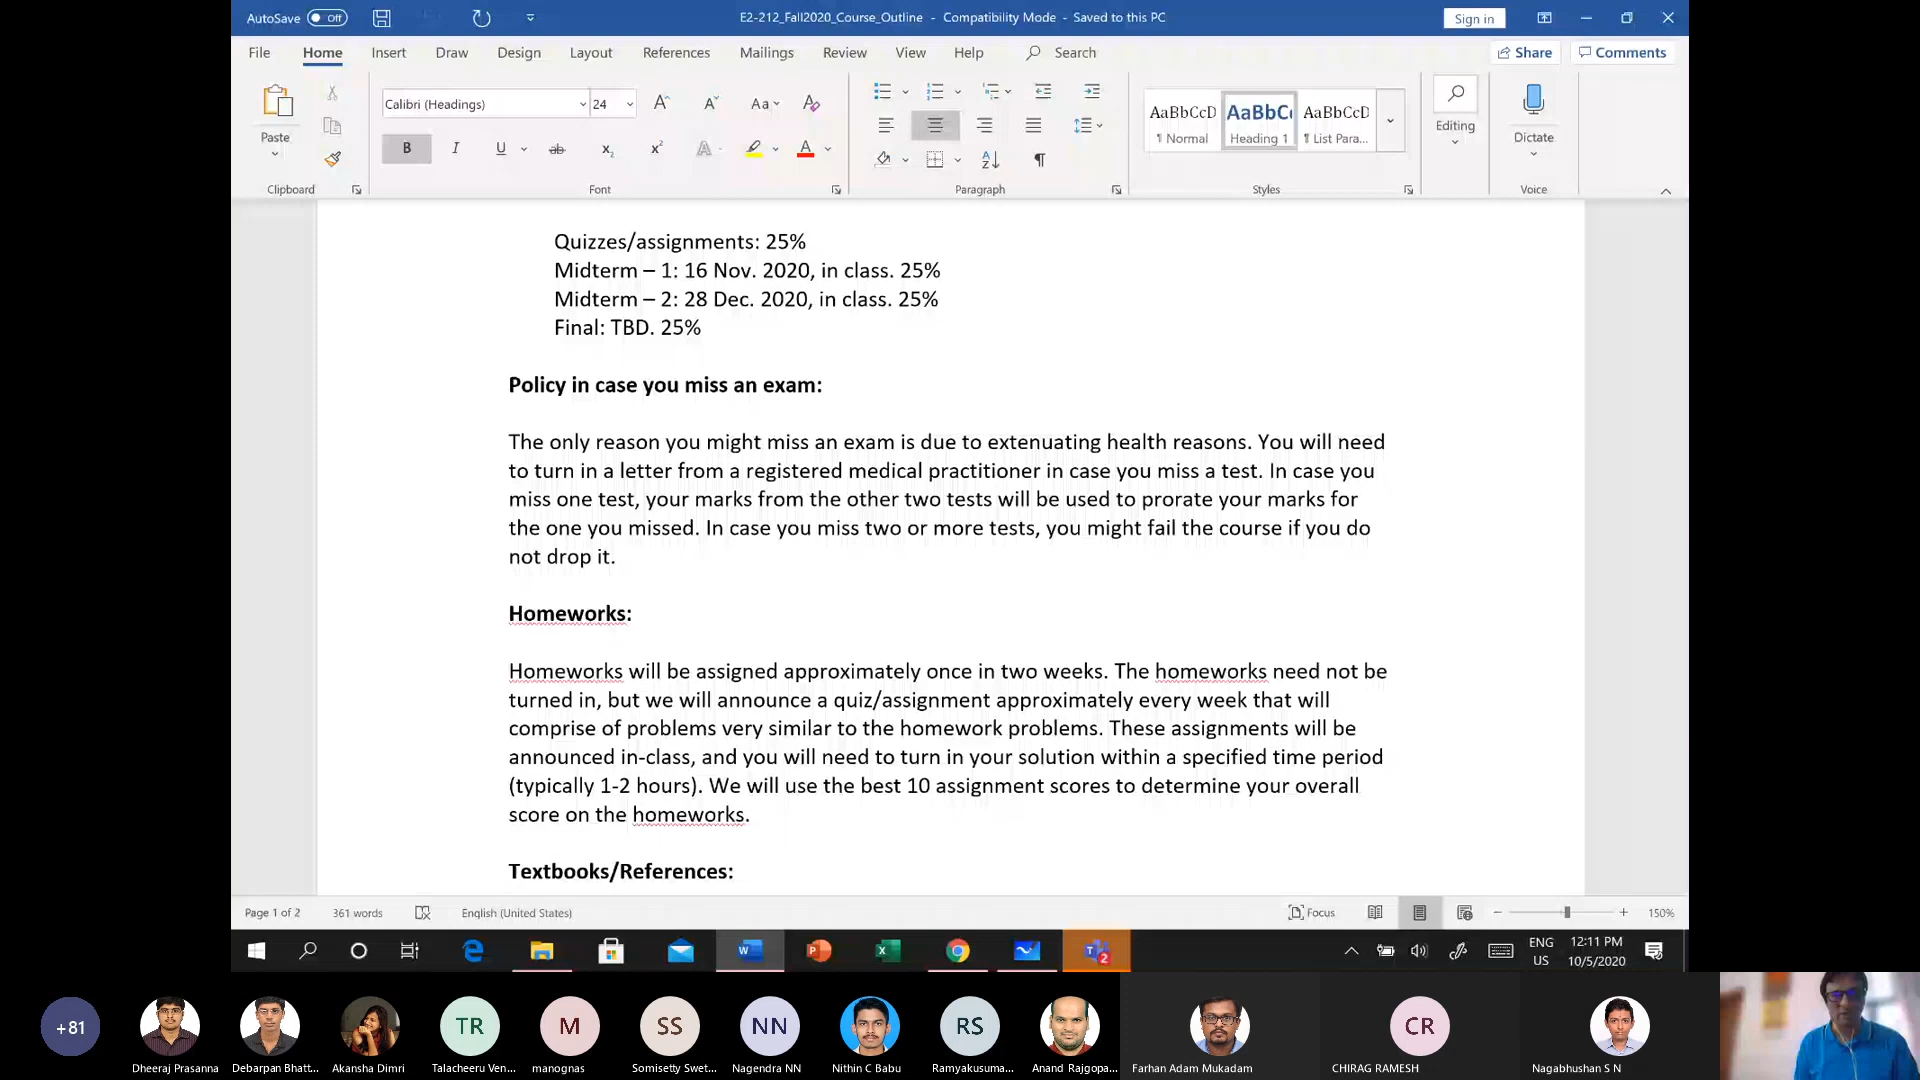 AutoSave Off
E2-212_Fall2020_Course_Outline - Compatibility Mode - Saved to this PC
Sign in
File Home Insert Draw Design Layout References Mailings Review View Help Search
Share Comments
Paste
Calibri (Headings) 24
Aa
B I U ab x₂ x² A A
AaBbCcD AaBbC AaBbCcD
¶ Normal Heading 1 ¶ List Para...
Editing
Dictate
Clipboard Font Paragraph Styles Voice
Quizzes/assignments: 25%
Midterm – 1: 16 Nov. 2020, in class. 25%
Midterm – 2: 28 Dec. 2020, in class. 25%
Final: TBD. 25%
Policy in case you miss an exam:
The only reason you might miss an exam is due to extenuating health reasons. You will need
to turn in a letter from a registered medical practitioner in case you miss a test. In case you
miss one test, your marks from the other two tests will be used to prorate your marks for
the one you missed. In case you miss two or more tests, you might fail the course if you do
not drop it.
Homeworks:
Homeworks will be assigned approximately once in two weeks. The homeworks need not be
turned in, but we will announce a quiz/assignment approximately every week that will
comprise of problems very similar to the homework problems. These assignments will be
announced in-class, and you will need to turn in your solution within a specified time period
(typically 1-2 hours). We will use the best 10 assignment scores to determine your overall
score on the homeworks.
Textbooks/References:
Page 1 of 2 361 words English (United States) Focus 150%
ENG 12:11 PM
US 10/5/2020
+81 TR M SS NN RS CR
Dheeraj Prasanna Debarpan Bhatt... Akansha Dimri Talacheeru Ven... manognas Somisetty Swet... Nagendra NN Nithin C Babu Ramyakusuma... Anand Rajgopa... Farhan Adam Mukadam CHIRAG RAMESH Nagabhushan S N